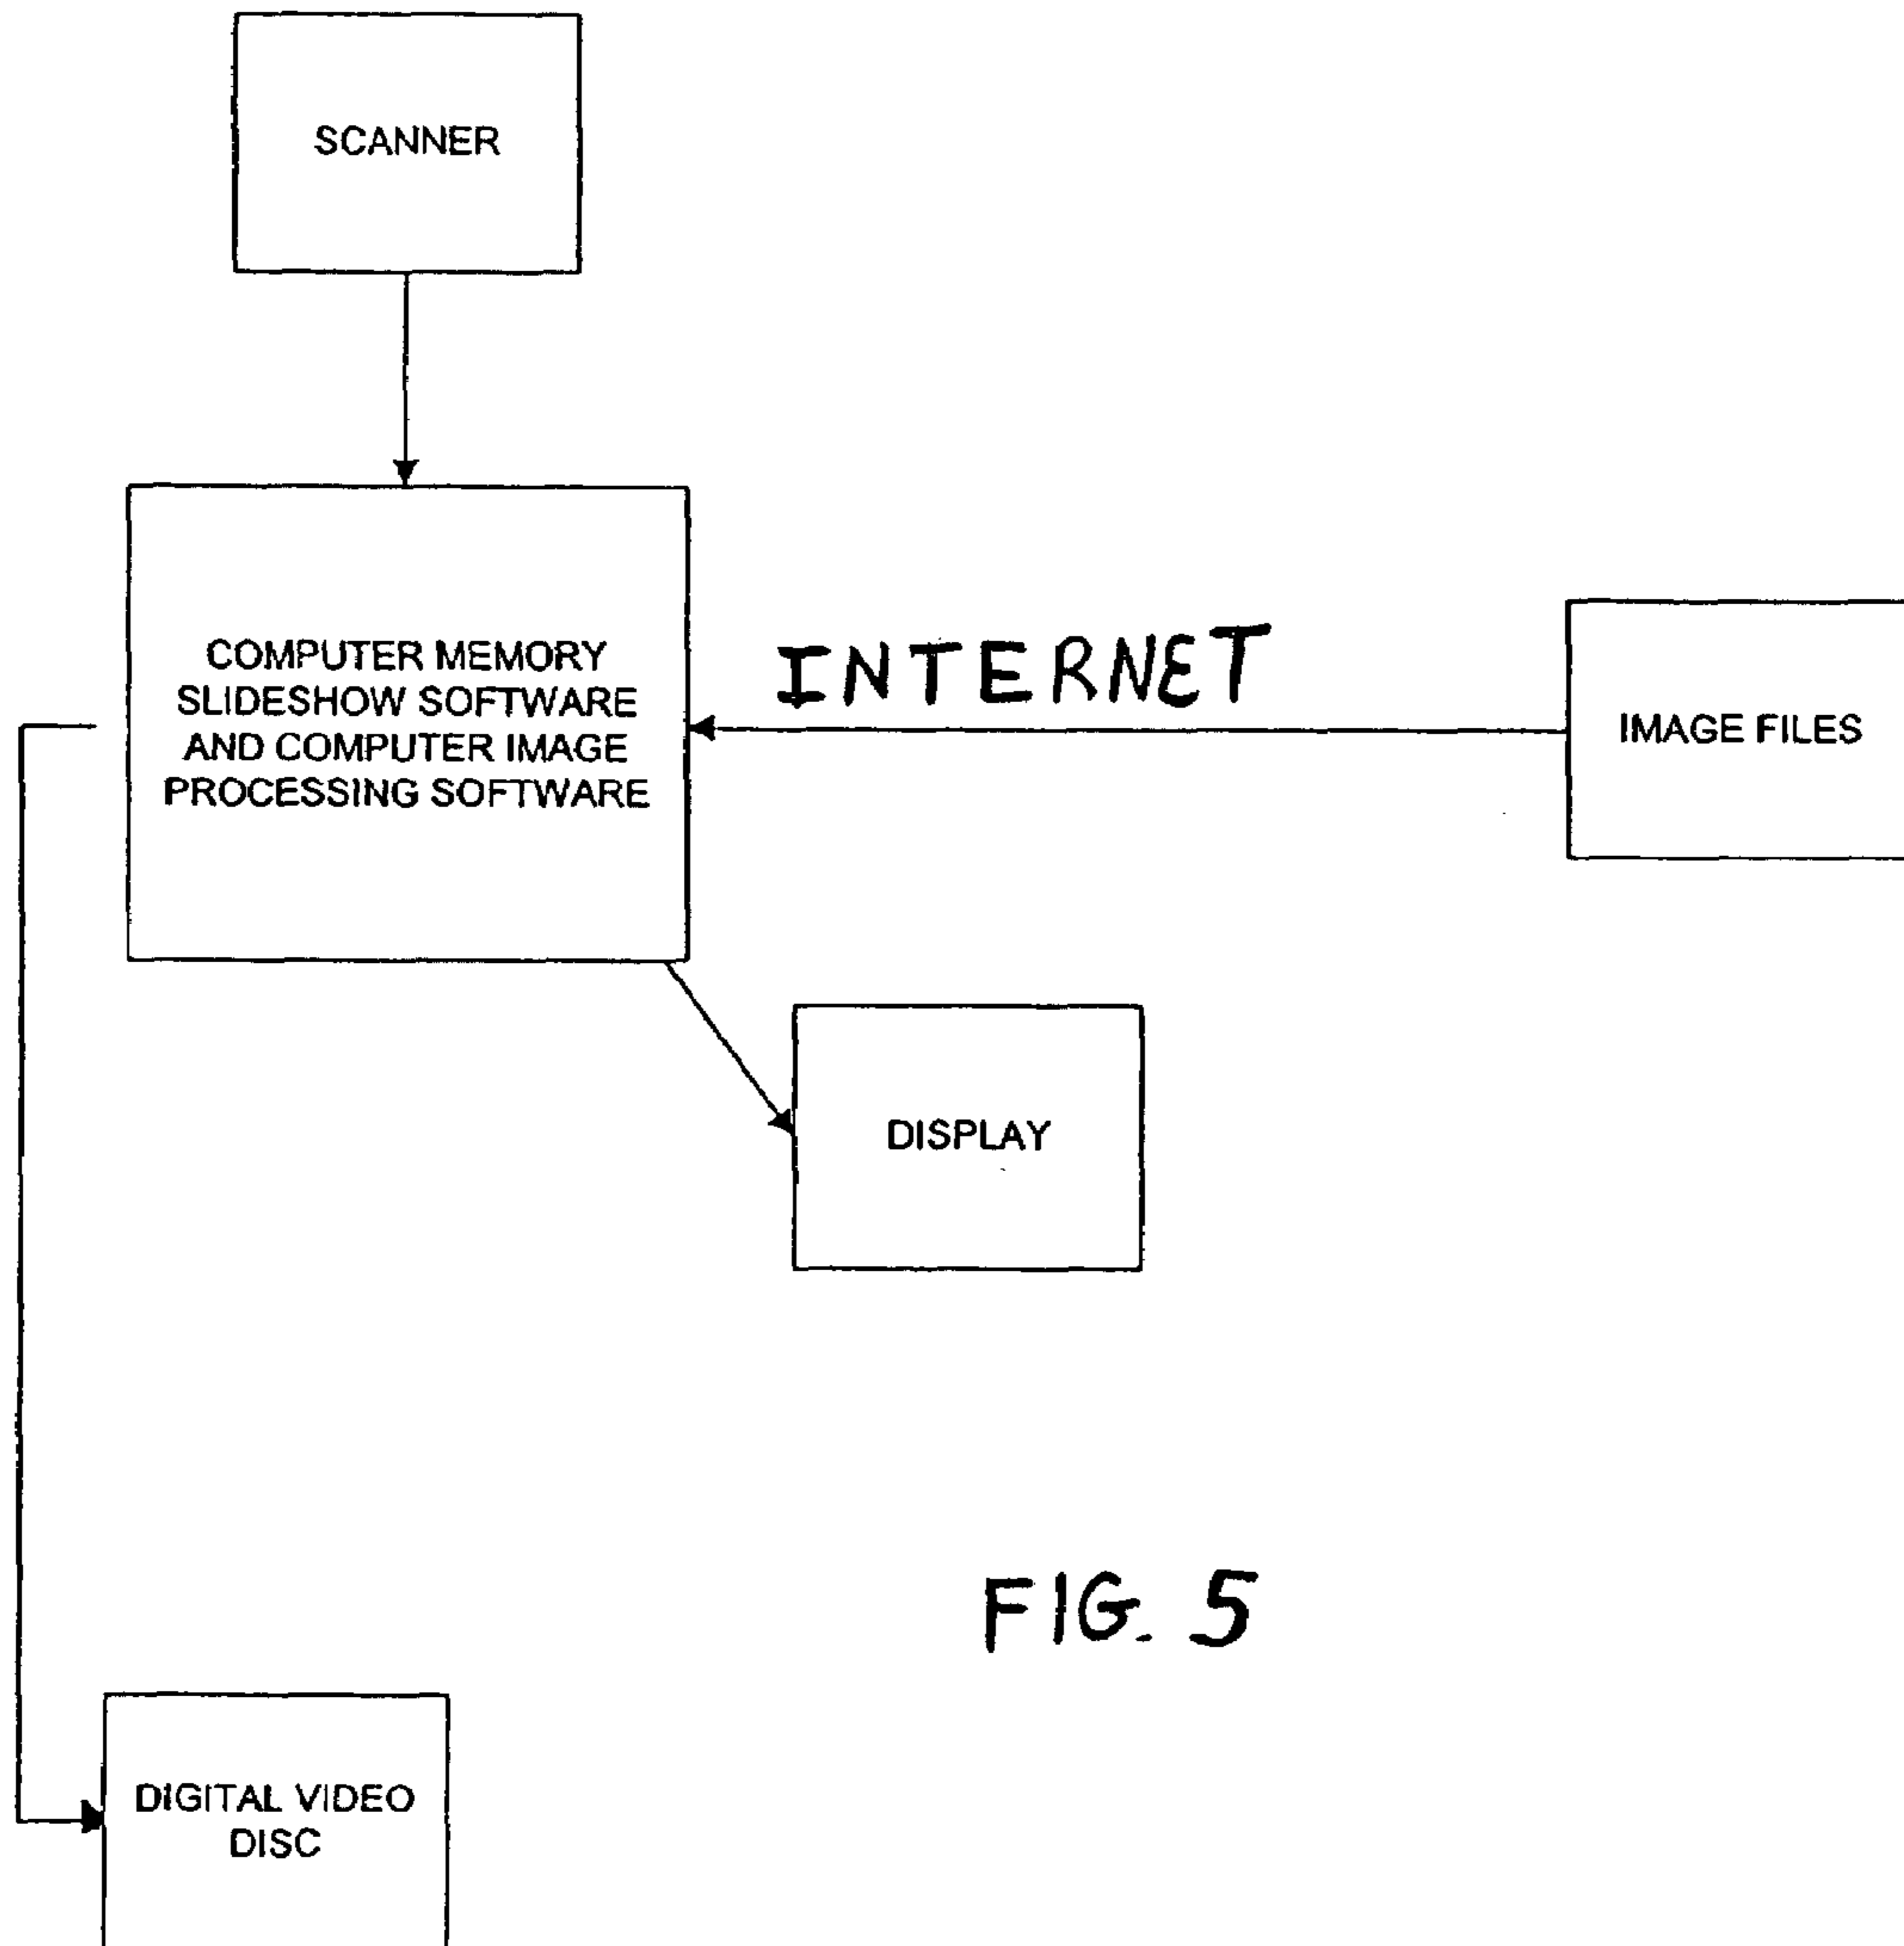 SCANNER
COMPUTER MEMORY
SLIDESHOW SOFTWARE
AND COMPUTER IMAGE
PROCESSING SOFTWARE
INTERNET
IMAGE FILES
DISPLAY
FIG. 5
DIGITAL VIDEO
DISC